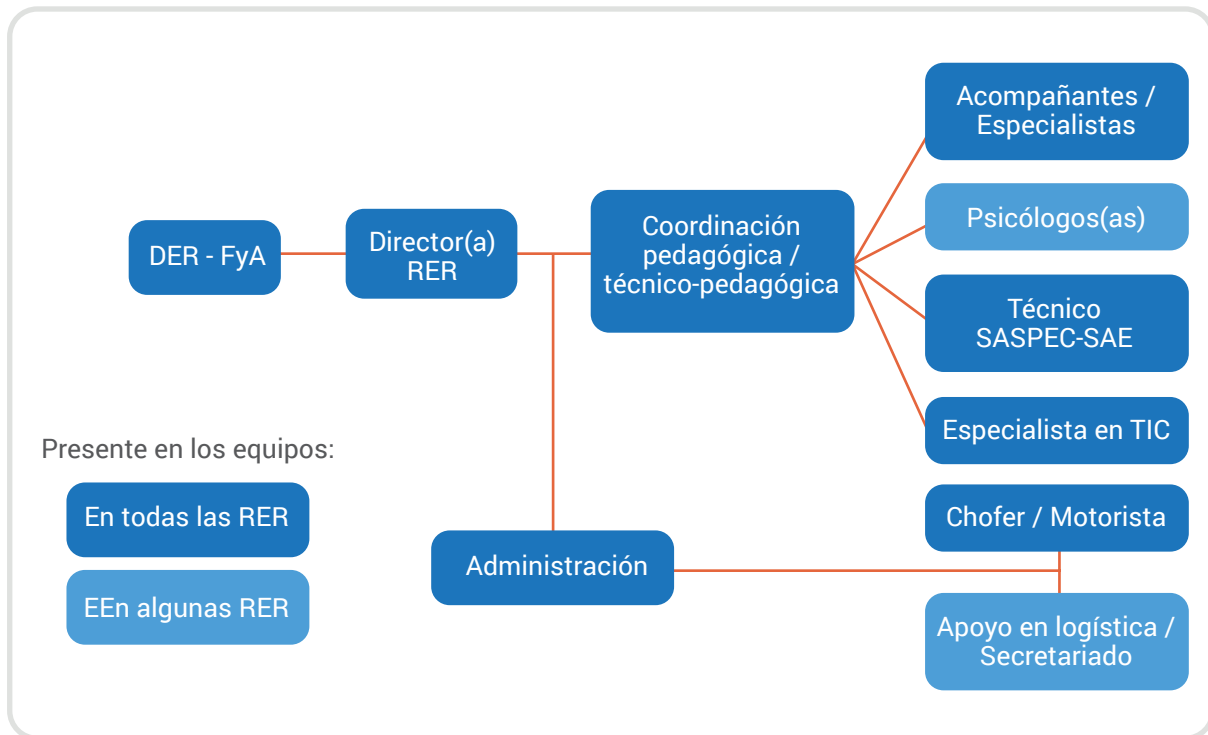 Acompañantes /
Especialistas
Psicólogos(as)
DER - FyA
Director(a)
RER
Coordinación
pedagógica /
técnico-pedagógica
Técnico
SASPEC-SAE
Especialista en TIC
Presente en los equipos:
En todas las RER
EEn algunas RER
Administración
Chofer / Motorista
Apoyo en logística /
Secretariado